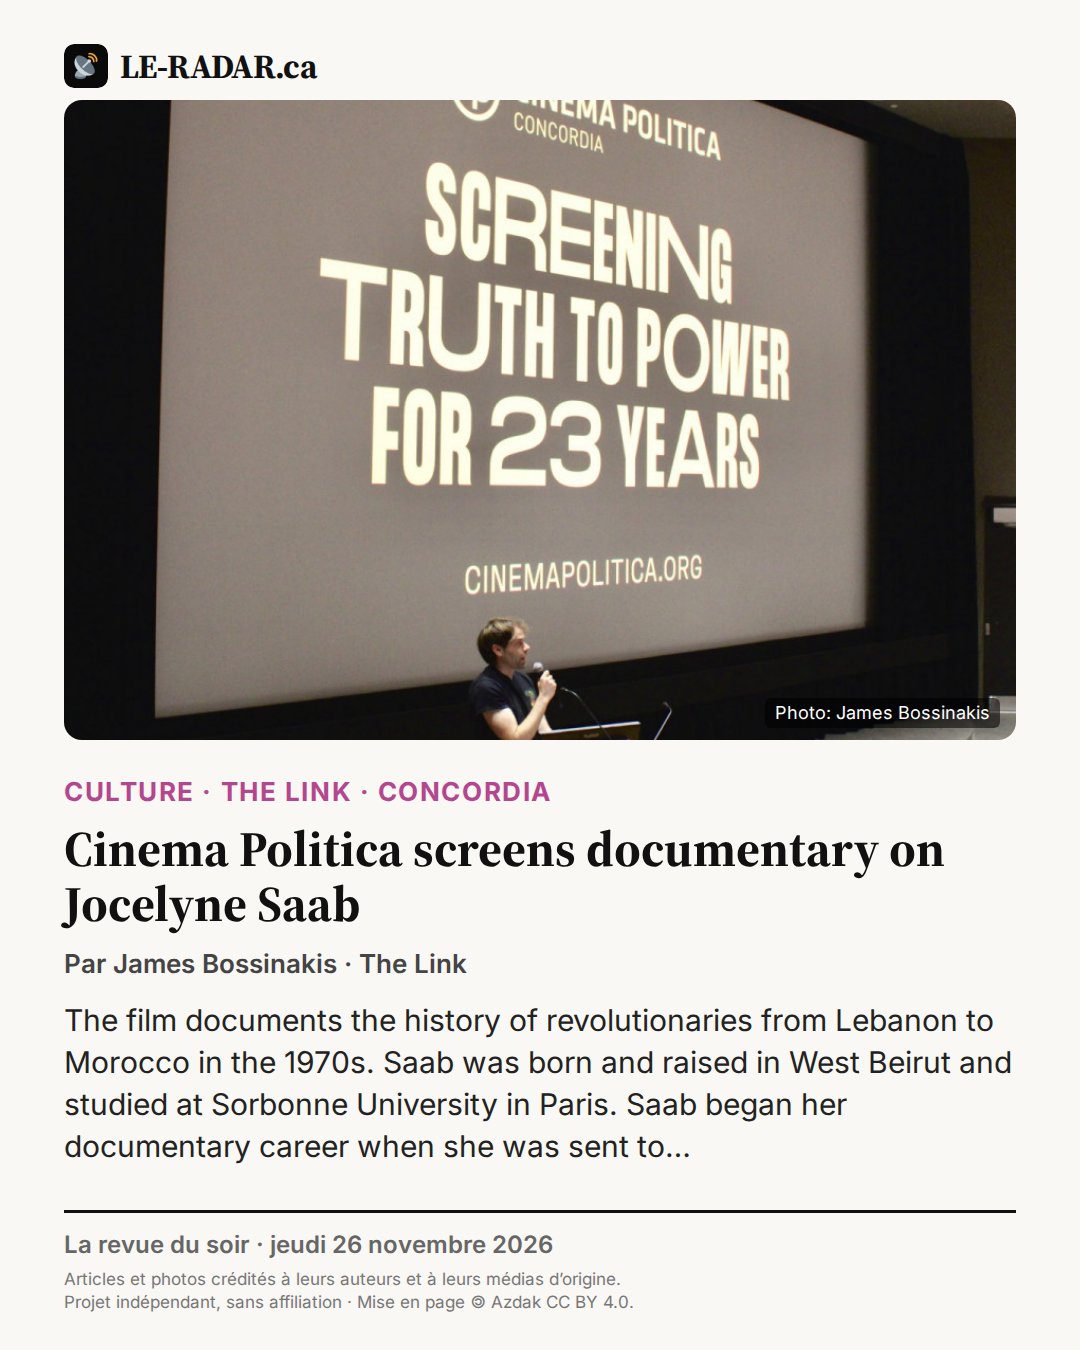 LE-RADAR.ca
CINEMA POLITICA
CONCORDIA
SCREENING
TRUTH TO POWER
FOR 23 YEARS
CINEMAPOLITICA.ORG
Photo: James Bossinakis
CULTURE · THE LINK · CONCORDIA
Cinema Politica screens documentary on
Jocelyne Saab
Par James Bossinakis · The Link
The film documents the history of revolutionaries from Lebanon to
Morocco in the 1970s. Saab was born and raised in West Beirut and
studied at Sorbonne University in Paris. Saab began her
documentary career when she was sent to...
La revue du soir · jeudi 26 novembre 2026
Articles et photos crédités à leurs auteurs et à leurs médias d’origine.
Projet indépendant, sans affiliation · Mise en page 🄯 Azdak CC BY 4.0.